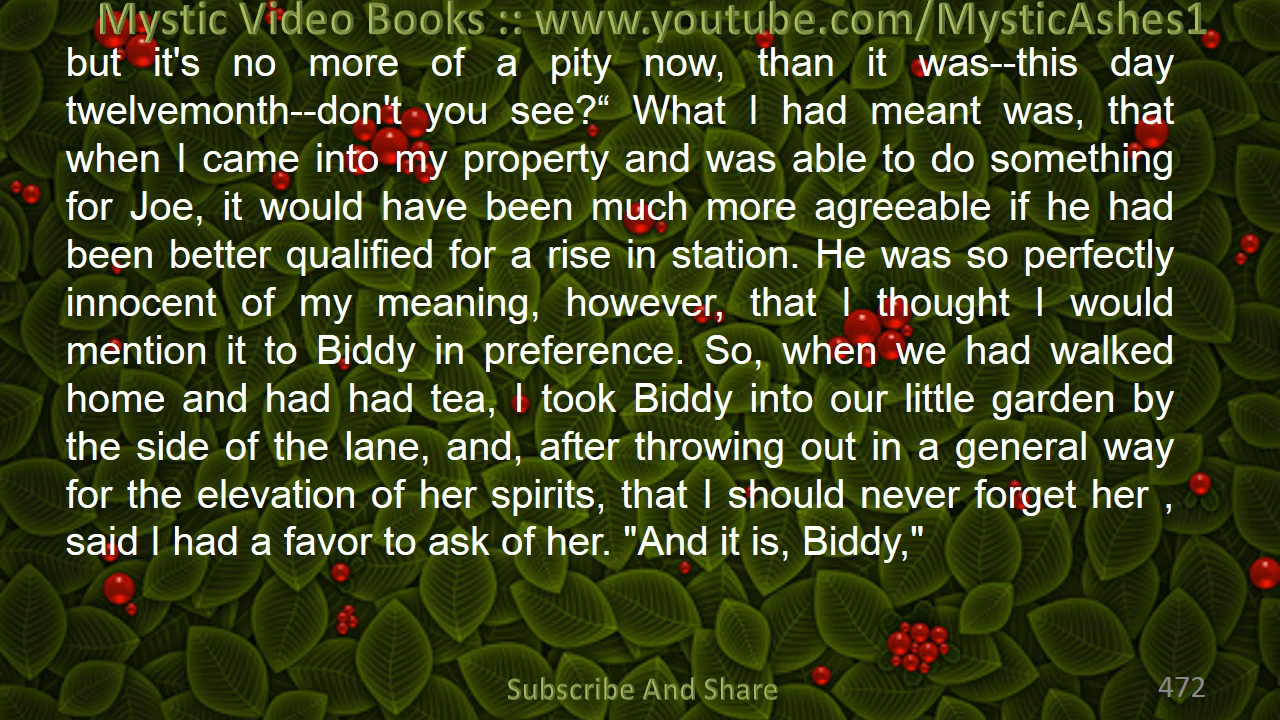 Mystic Video Books :: www.youtube.com/MysticAshes1
but it's no more of a pity now, than it was--this day
twelvemonth--don't you see?“ What I had meant was, that
when I came into my property and was able to do something
for Joe, it would have been much more agreeable if he had
been better qualified for a rise in station. He was so perfectly
innocent of my meaning, however, that I thought I would
mention it to Biddy in preference. So, when we had walked
home and had had tea, I took Biddy into our little garden by
the side of the lane, and, after throwing out in a general way
for the elevation of her spirits, that I should never forget her ,
said I had a favor to ask of her. "And it is, Biddy,"
Subscribe And Share
472